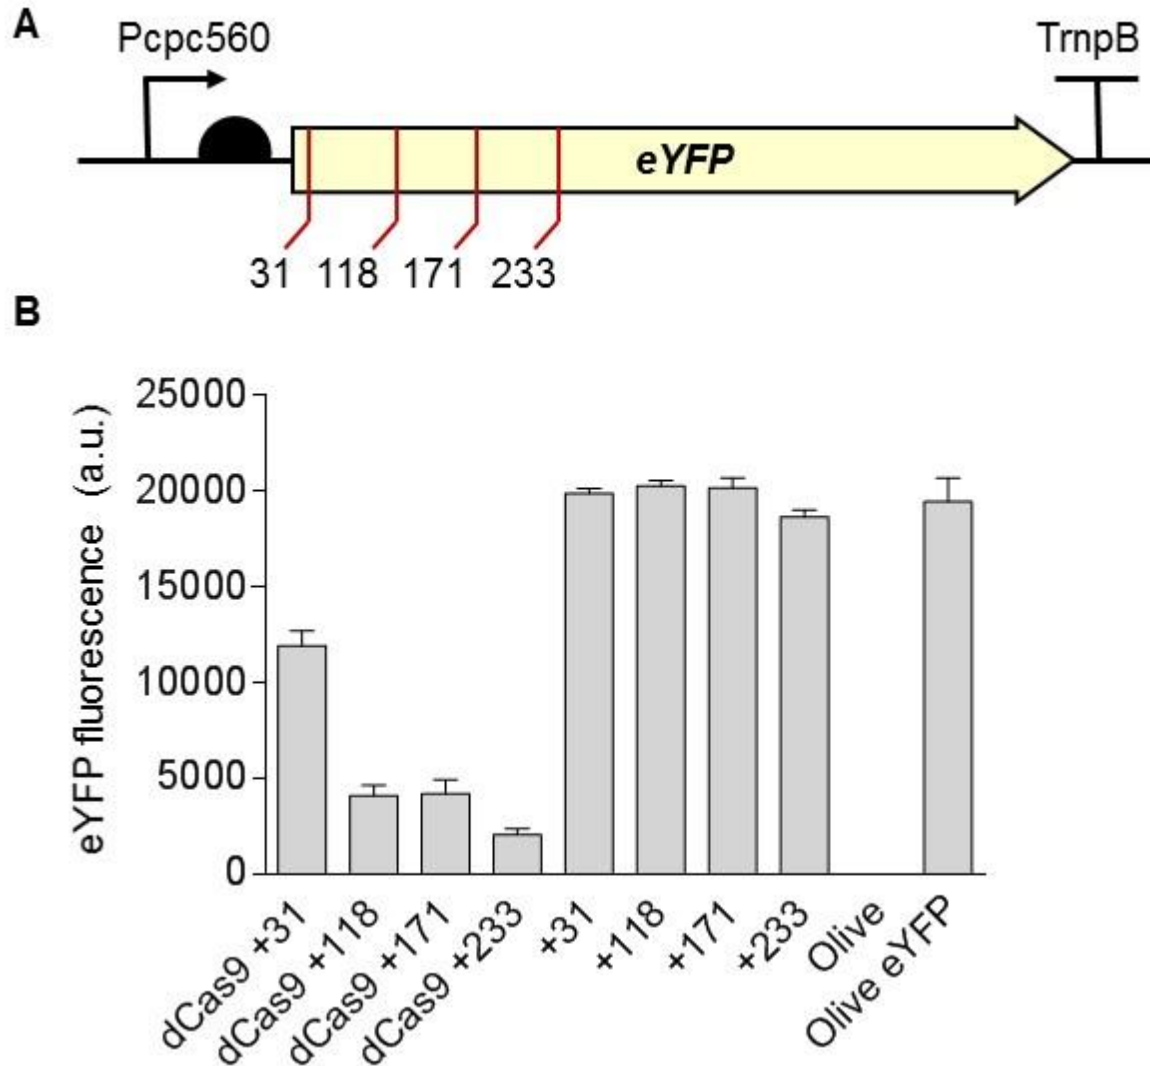 A
Pcpc560
TrnpB
eYFP
31 118 171 233
B
eYFP fluorescence (a.u.)
25000
20000
15000
10000
5000
0
dCas9 +31
dCas9 +118
dCas9 +171
dCas9 +233
+31
+118
+171
+233
Olive
Olive eYFP